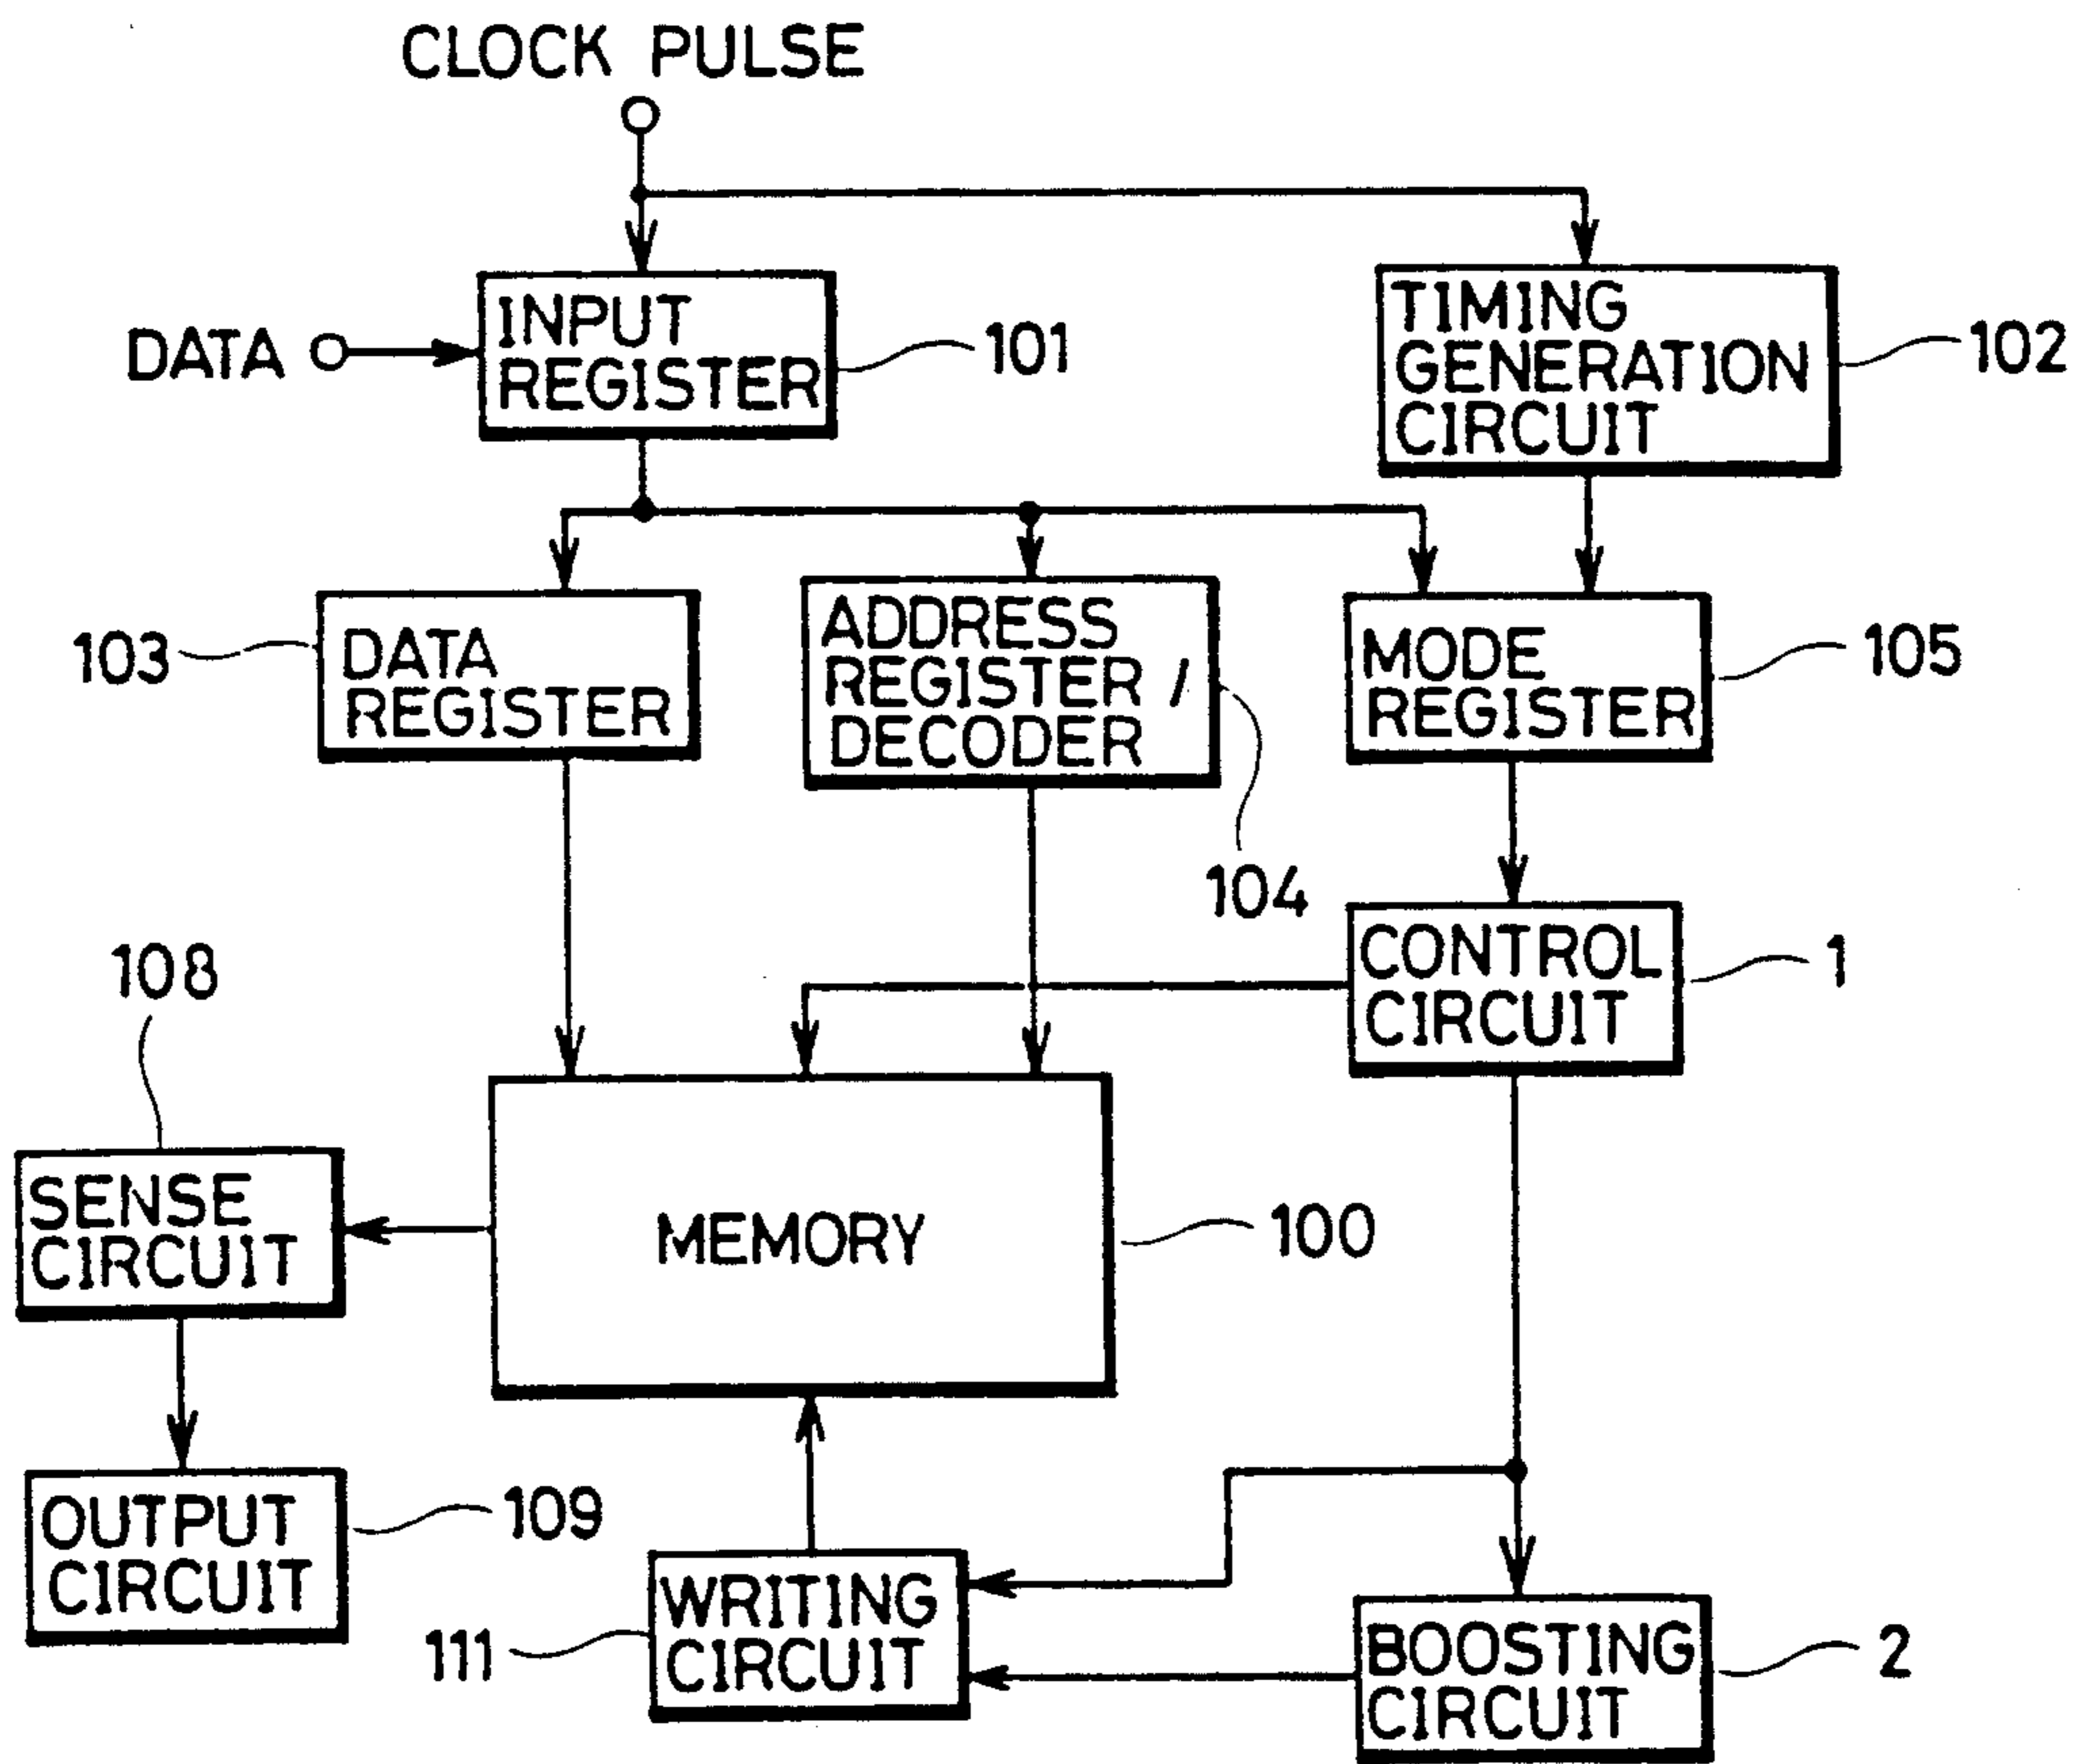 CLOCK PULSE
DATA
INPUT
REGISTER
101
TIMING
GENERATION
CIRCUIT
102
103
DATA
REGISTER
ADDRESS
REGISTER /
DECODER
104
MODE
REGISTER
105
CONTROL
CIRCUIT
1
108
SENSE
CIRCUIT
MEMORY
100
OUTPUT
CIRCUIT
109
111
WRITING
CIRCUIT
BOOSTING
CIRCUIT
2